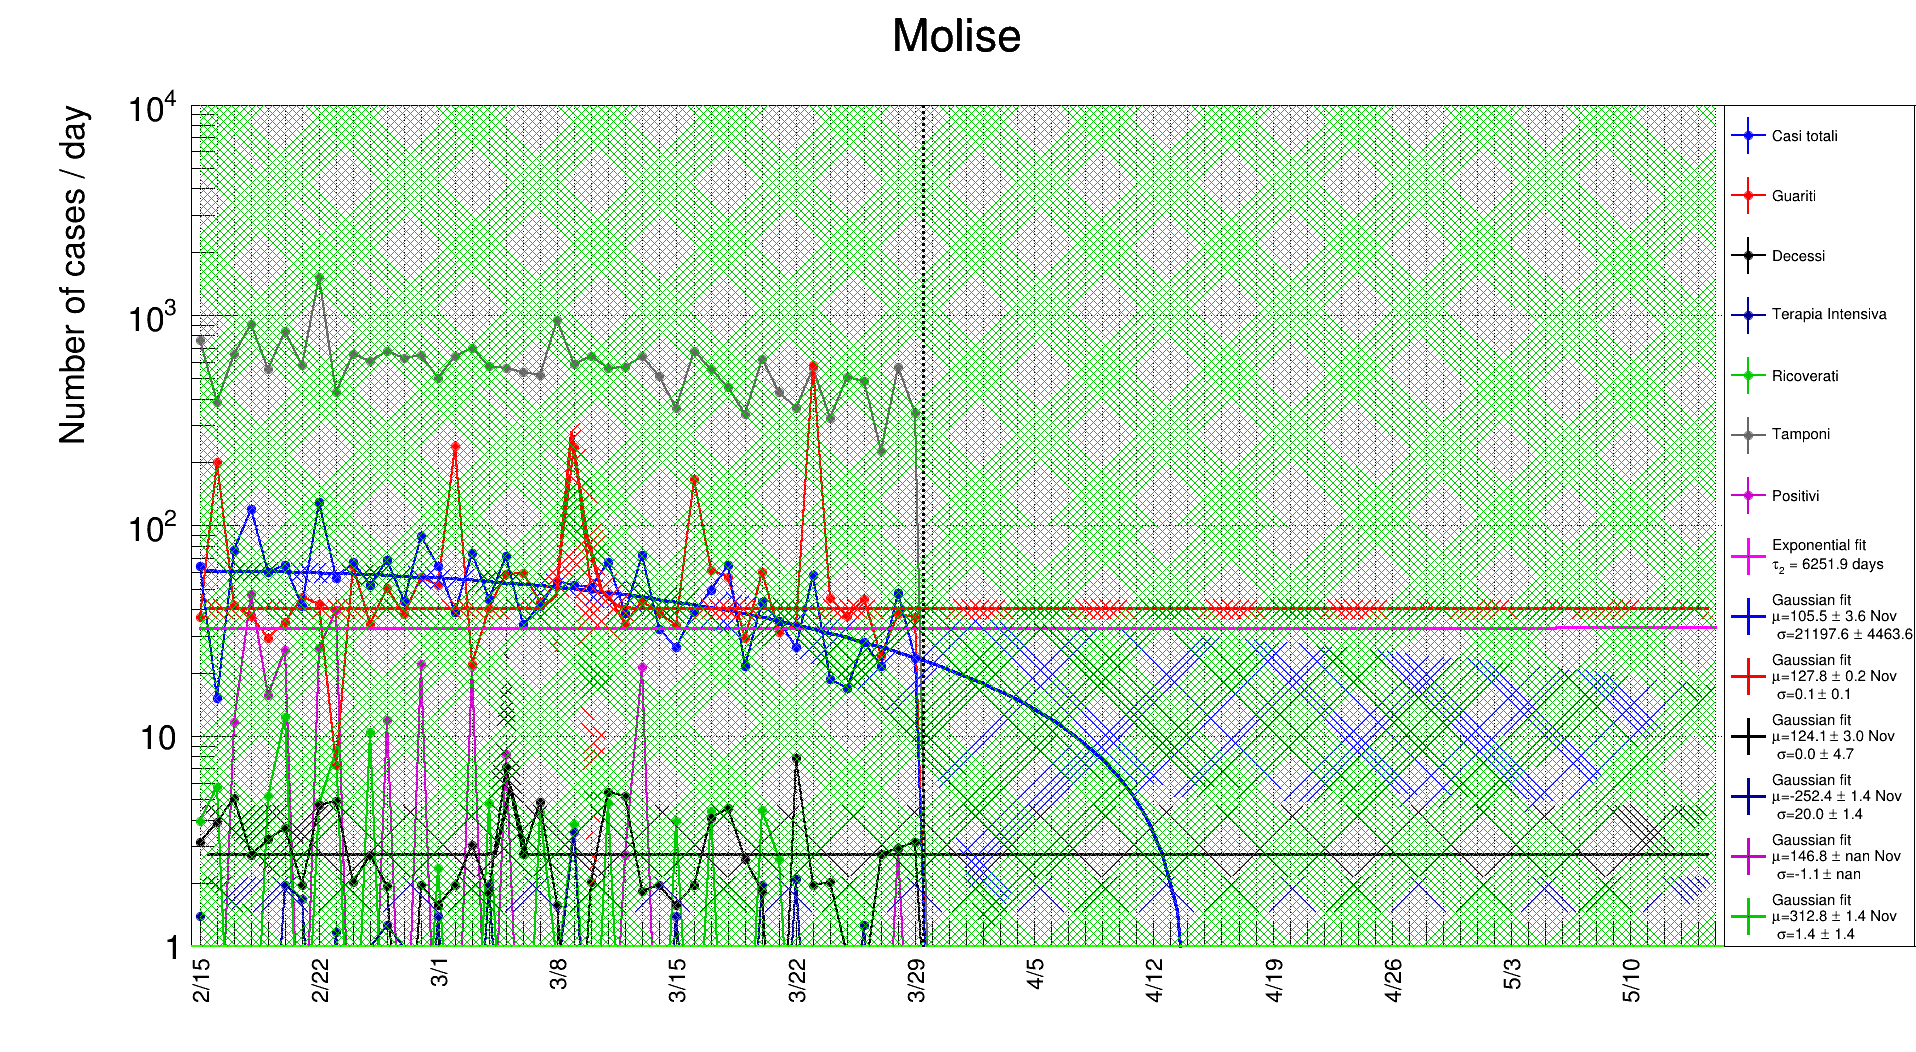 Molise
Number of cases / day
10^4
10^3
10^2
10
1
2/15
2/22
3/1
3/8
3/15
3/22
3/29
4/5
4/12
4/19
4/26
5/3
5/10
Casi totali
Guariti
Decessi
Terapia Intensiva
Ricoverati
Tamponi
Positivi
Exponential fit
τ₂ = 6251.9 days
Gaussian fit
μ=105.5 ± 3.6 Nov
σ=21197.6 ± 4463.6
Gaussian fit
μ=127.8 ± 0.2 Nov
σ=0.1 ± 0.1
Gaussian fit
μ=124.1 ± 3.0 Nov
σ=0.0 ± 4.7
Gaussian fit
μ=-252.4 ± 1.4 Nov
σ=20.0 ± 1.4
Gaussian fit
μ=146.8 ± nan Nov
σ=-1.1 ± nan
Gaussian fit
μ=312.8 ± 1.4 Nov
σ=1.4 ± 1.4